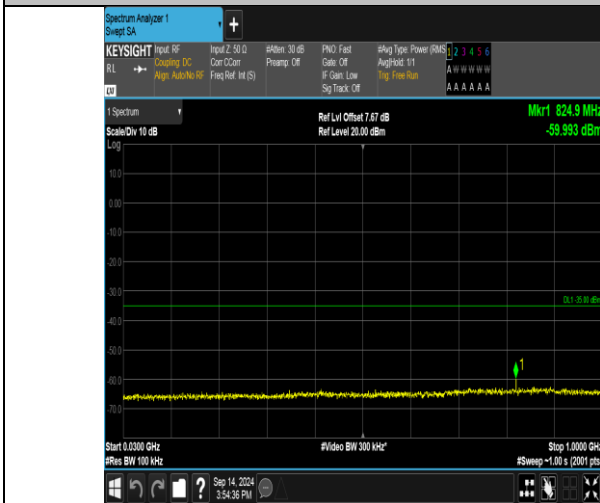 Spectrum Analyzer 1
Swept SA
+
KEYSIGHT Input: RF Input Z: 50 Ω #Atten: 30 dB PNO: Fast #Avg Type: Power (RMS 1 2 3 4 5 6
RL Coupling: DC Corr CCorr Preamp: Off Gate: Off Avg|Hold: 1/1 A W W W W W
Align: Auto/No RF Freq Ref: Int (S) IF Gain: Low Trig: Free Run
Sig Track: Off A A A A A A
1 Spectrum Ref Lvl Offset 7.67 dB Mkr1 824.9 MHz
Scale/Div 10 dB Ref Level 20.00 dBm -59.993 dBm
Log
10.0
0.00
-10.0
-20.0
-30.0
DL1 -35.00 dBm
-40.0
-50.0
1
-60.0
-70.0
Start 0.0300 GHz #Video BW 300 kHz* Stop 1.0000 GHz
#Res BW 100 kHz #Sweep ~1.00 s (2001 pts
? Sep 14, 2024
3:54:36 PM